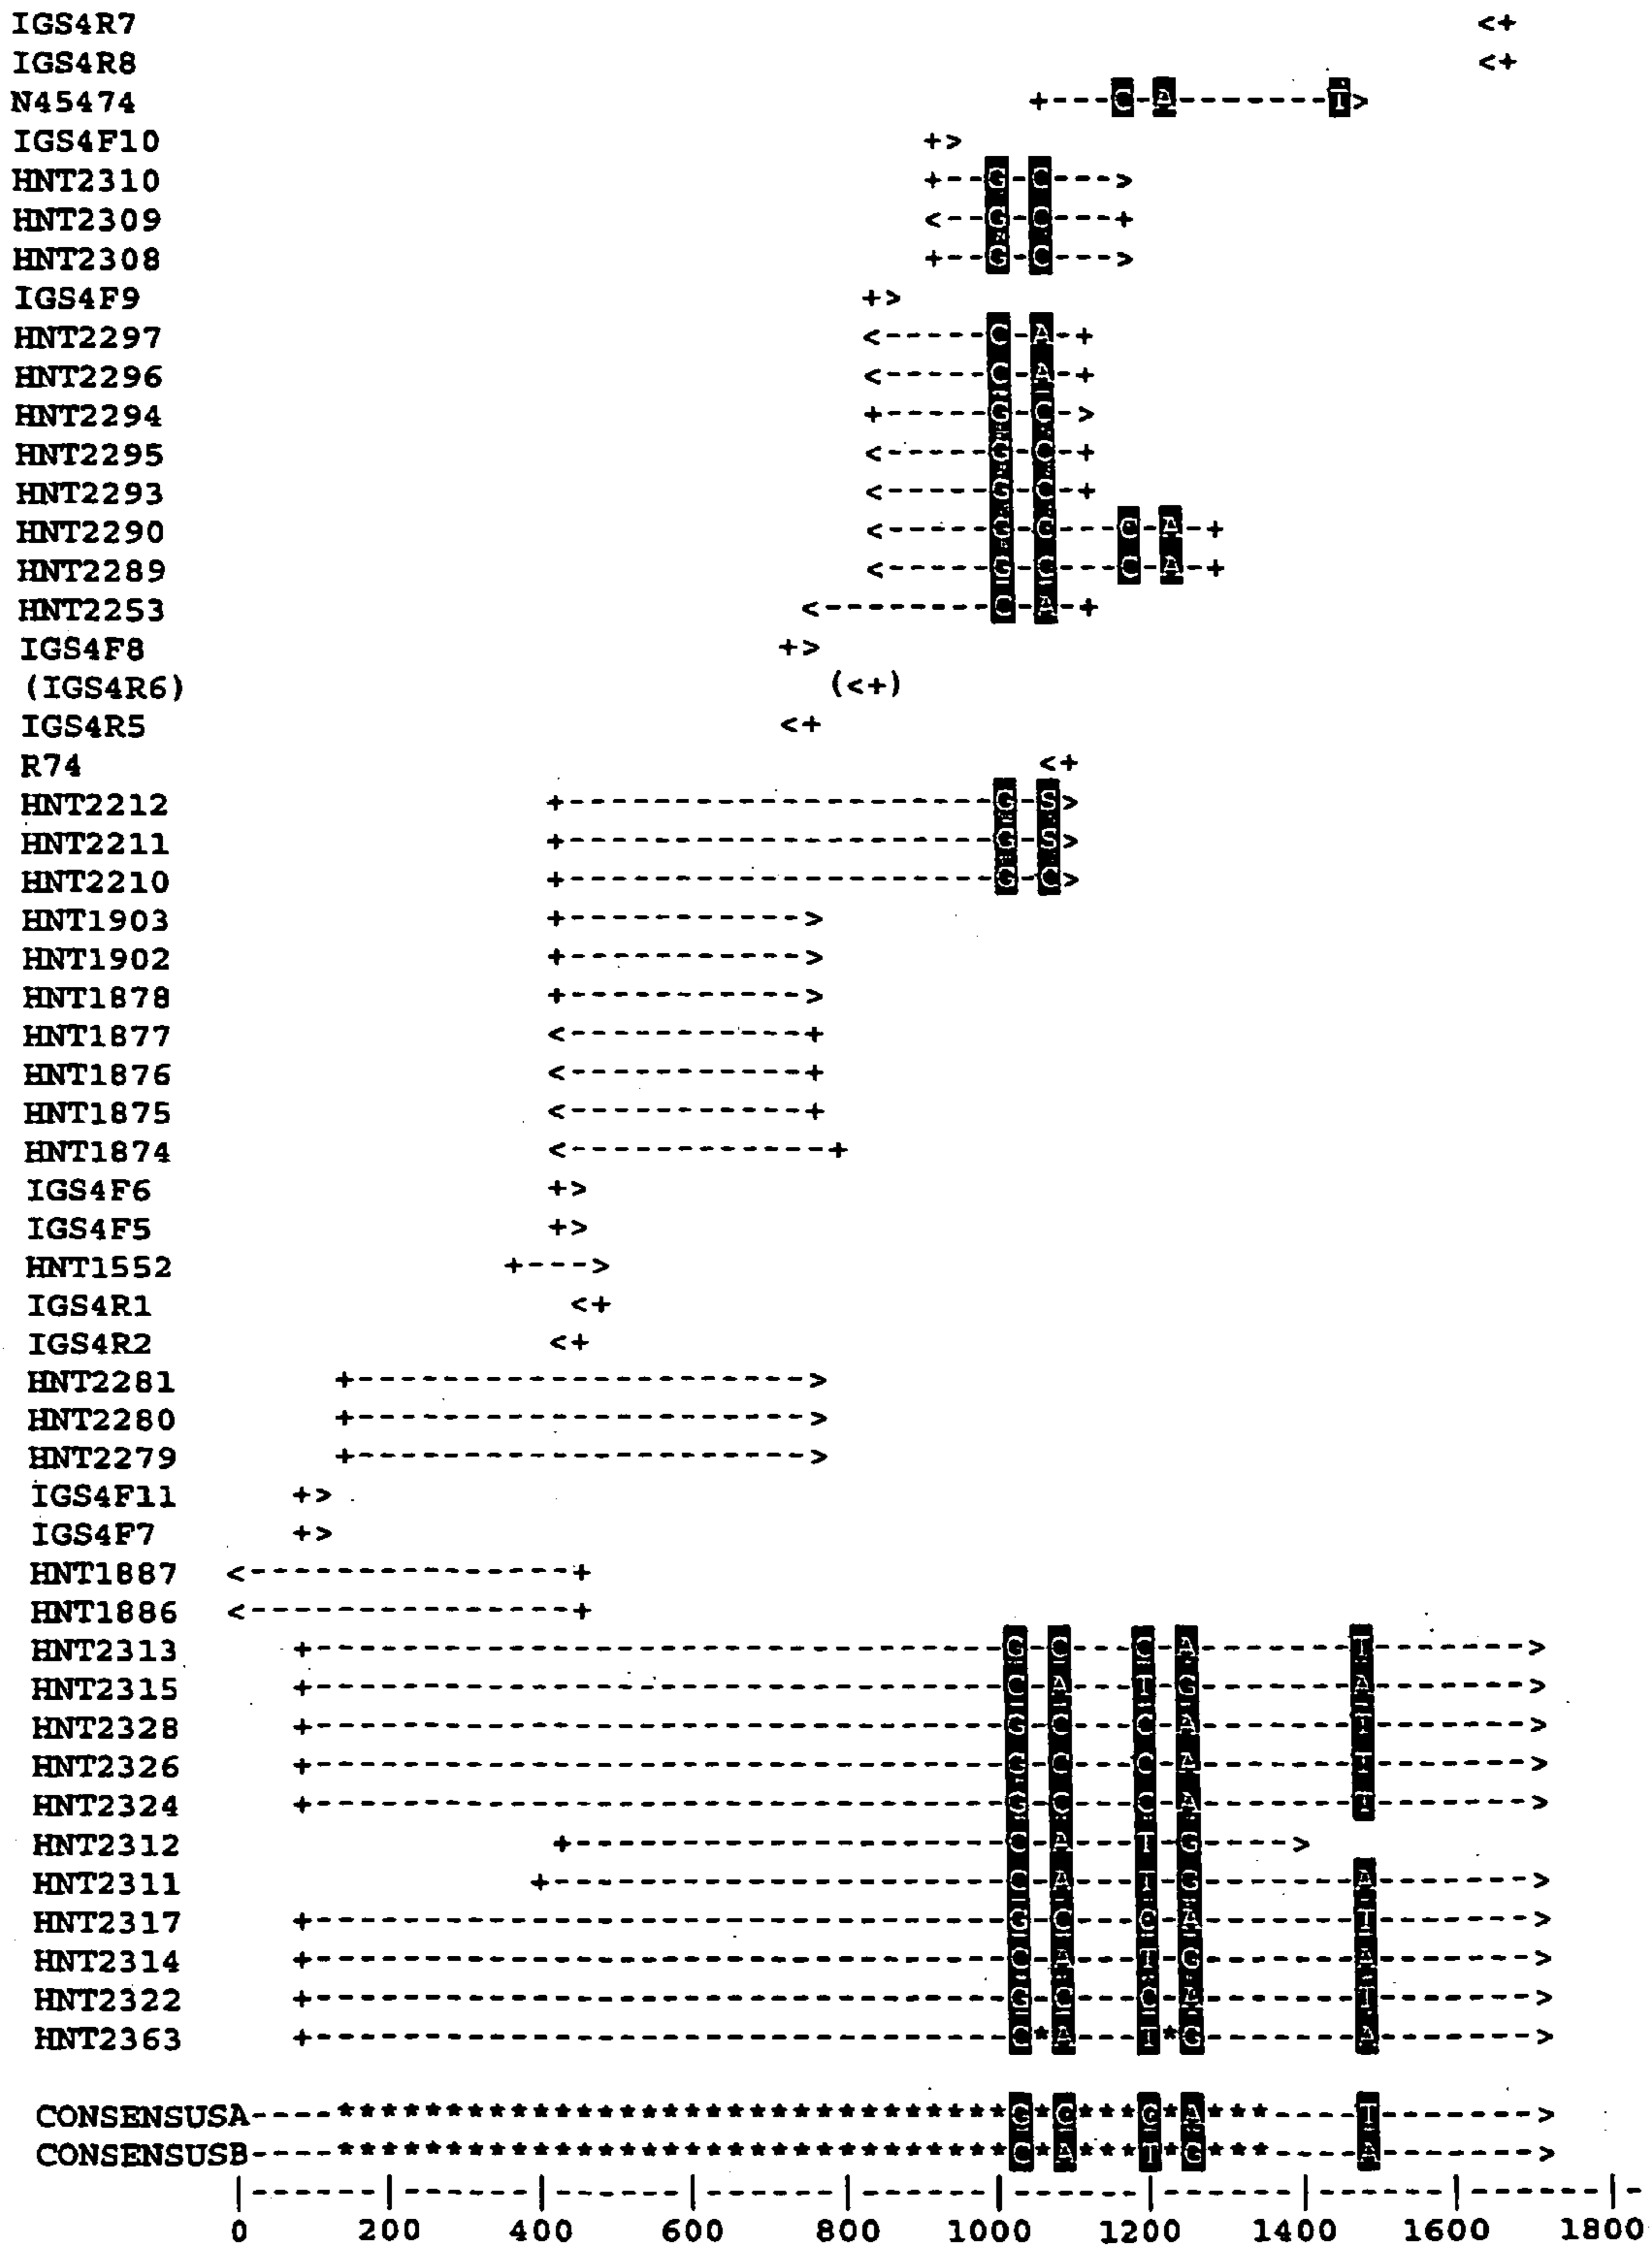 IGS4R7 <+
IGS4R8 <+
N45474 +---C-A-------T>
IGS4F10 +>
HNT2310 +--G-C---->
HNT2309 <--G-C----+
HNT2308 +--G-C---->
IGS4F9 +>
HNT2297 <-----C-A-+
HNT2296 <-----C-A-+
HNT2294 +-----G-C->
HNT2295 <-----G-C-+
HNT2293 <-----G-C-+
HNT2290 <-----G-C----C-A-+
HNT2289 <-----G-C----C-A-+
HNT2253 <--------C-A-+
IGS4F8 +>
(IGS4R6) (<+)
IGS4R5 <+
R74 <+
HNT2212 +--------------------G-S>
HNT2211 +--------------------G-S>
HNT2210 +--------------------G-C>
HNT1903 +----------->
HNT1902 +----------->
HNT1878 +----------->
HNT1877 <-----------+
HNT1876 <-----------+
HNT1875 <-----------+
HNT1874 <------------+
IGS4F6 +>
IGS4F5 +>
HNT1552 +--->
IGS4R1 <+
IGS4R2 <+
HNT2281 +--------------------->
HNT2280 +--------------------->
HNT2279 +--------------------->
IGS4F11 +>
IGS4F7 +>
HNT1887 <---------------+
HNT1886 <---------------+
HNT2313 +--------------------------------G-C---C-A-------T------->
HNT2315 +--------------------------------C-A---T-G-------A------->
HNT2328 +--------------------------------G-C---C-A-------T------->
HNT2326 +--------------------------------G-C---C-A-------T------->
HNT2324 +--------------------------------G-C---C-A-------T------->
HNT2312 +--------------------C-A---T-G---->
HNT2311 +---------------------C-A---T-G-------A------->
HNT2317 +--------------------------------G-C---C-A-------T------->
HNT2314 +--------------------------------C-A---T-G-------A------->
HNT2322 +--------------------------------G-C---C-A-------T------->
HNT2363 +--------------------------------C*A---T*G-------A------->
CONSENSUSA----*******************************G*C***C*A***----T------->
CONSENSUSB----*******************************C*A***T*G***----A------->
|------|------|------|------|------|------|------|------|------|--
0 200 400 600 800 1000 1200 1400 1600 1800